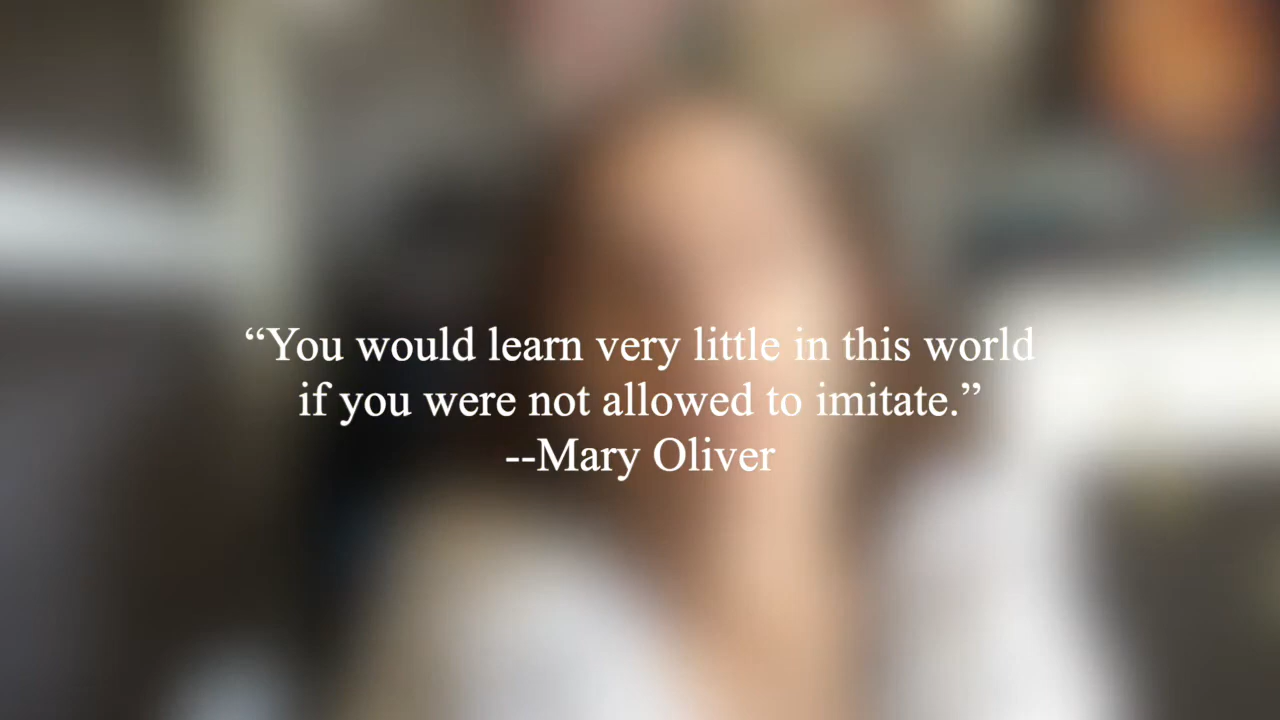 “You would learn very little in this world
if you were not allowed to imitate.”
--Mary Oliver